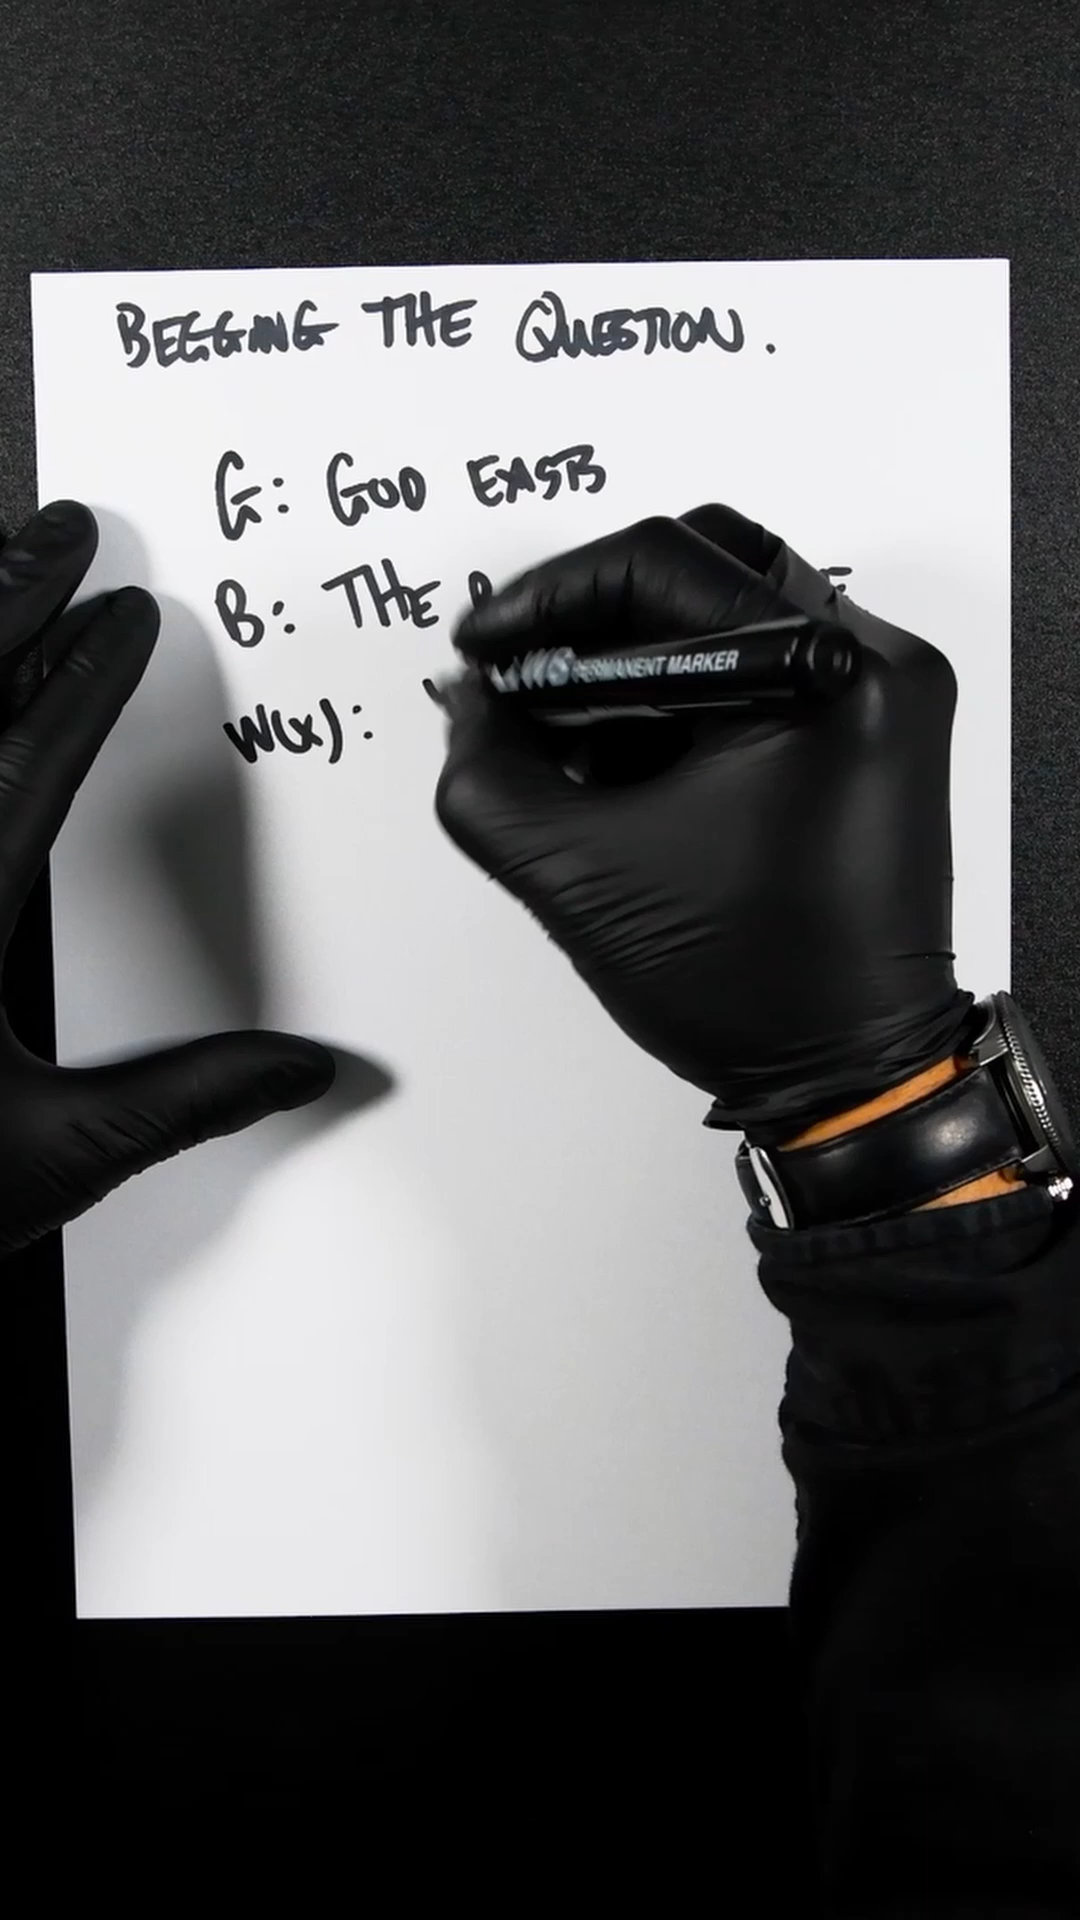 BEGGING THE QUESTION.
G: GOD EXISTS
B: THE
W(x):
PERMANENT MARKER